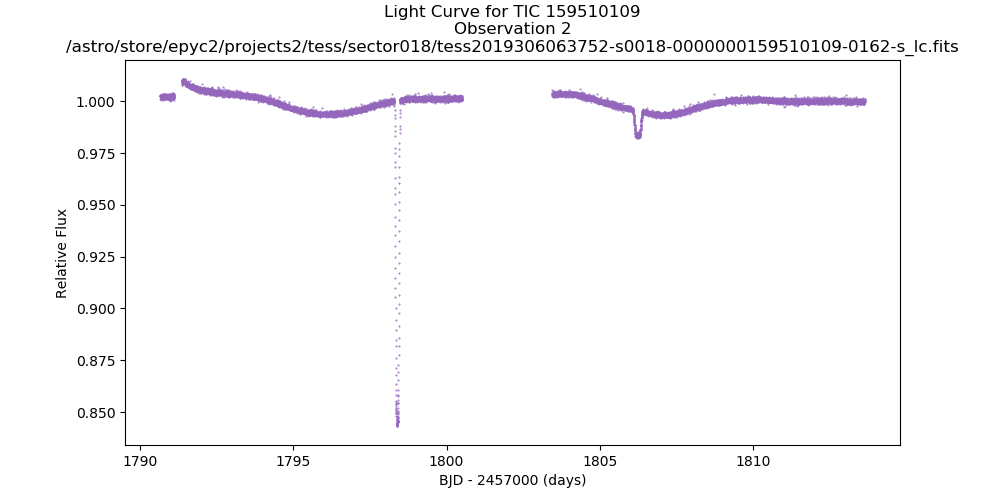 Light Curve for TIC 159510109
Observation 2
/astro/store/epyc2/projects2/tess/sector018/tess2019306063752-s0018-0000000159510109-0162-s_lc.fits
1.000
0.975
0.950
0.925
0.900
0.875
0.850
Relative Flux
1790
1795
1800
1805
1810
BJD - 2457000 (days)